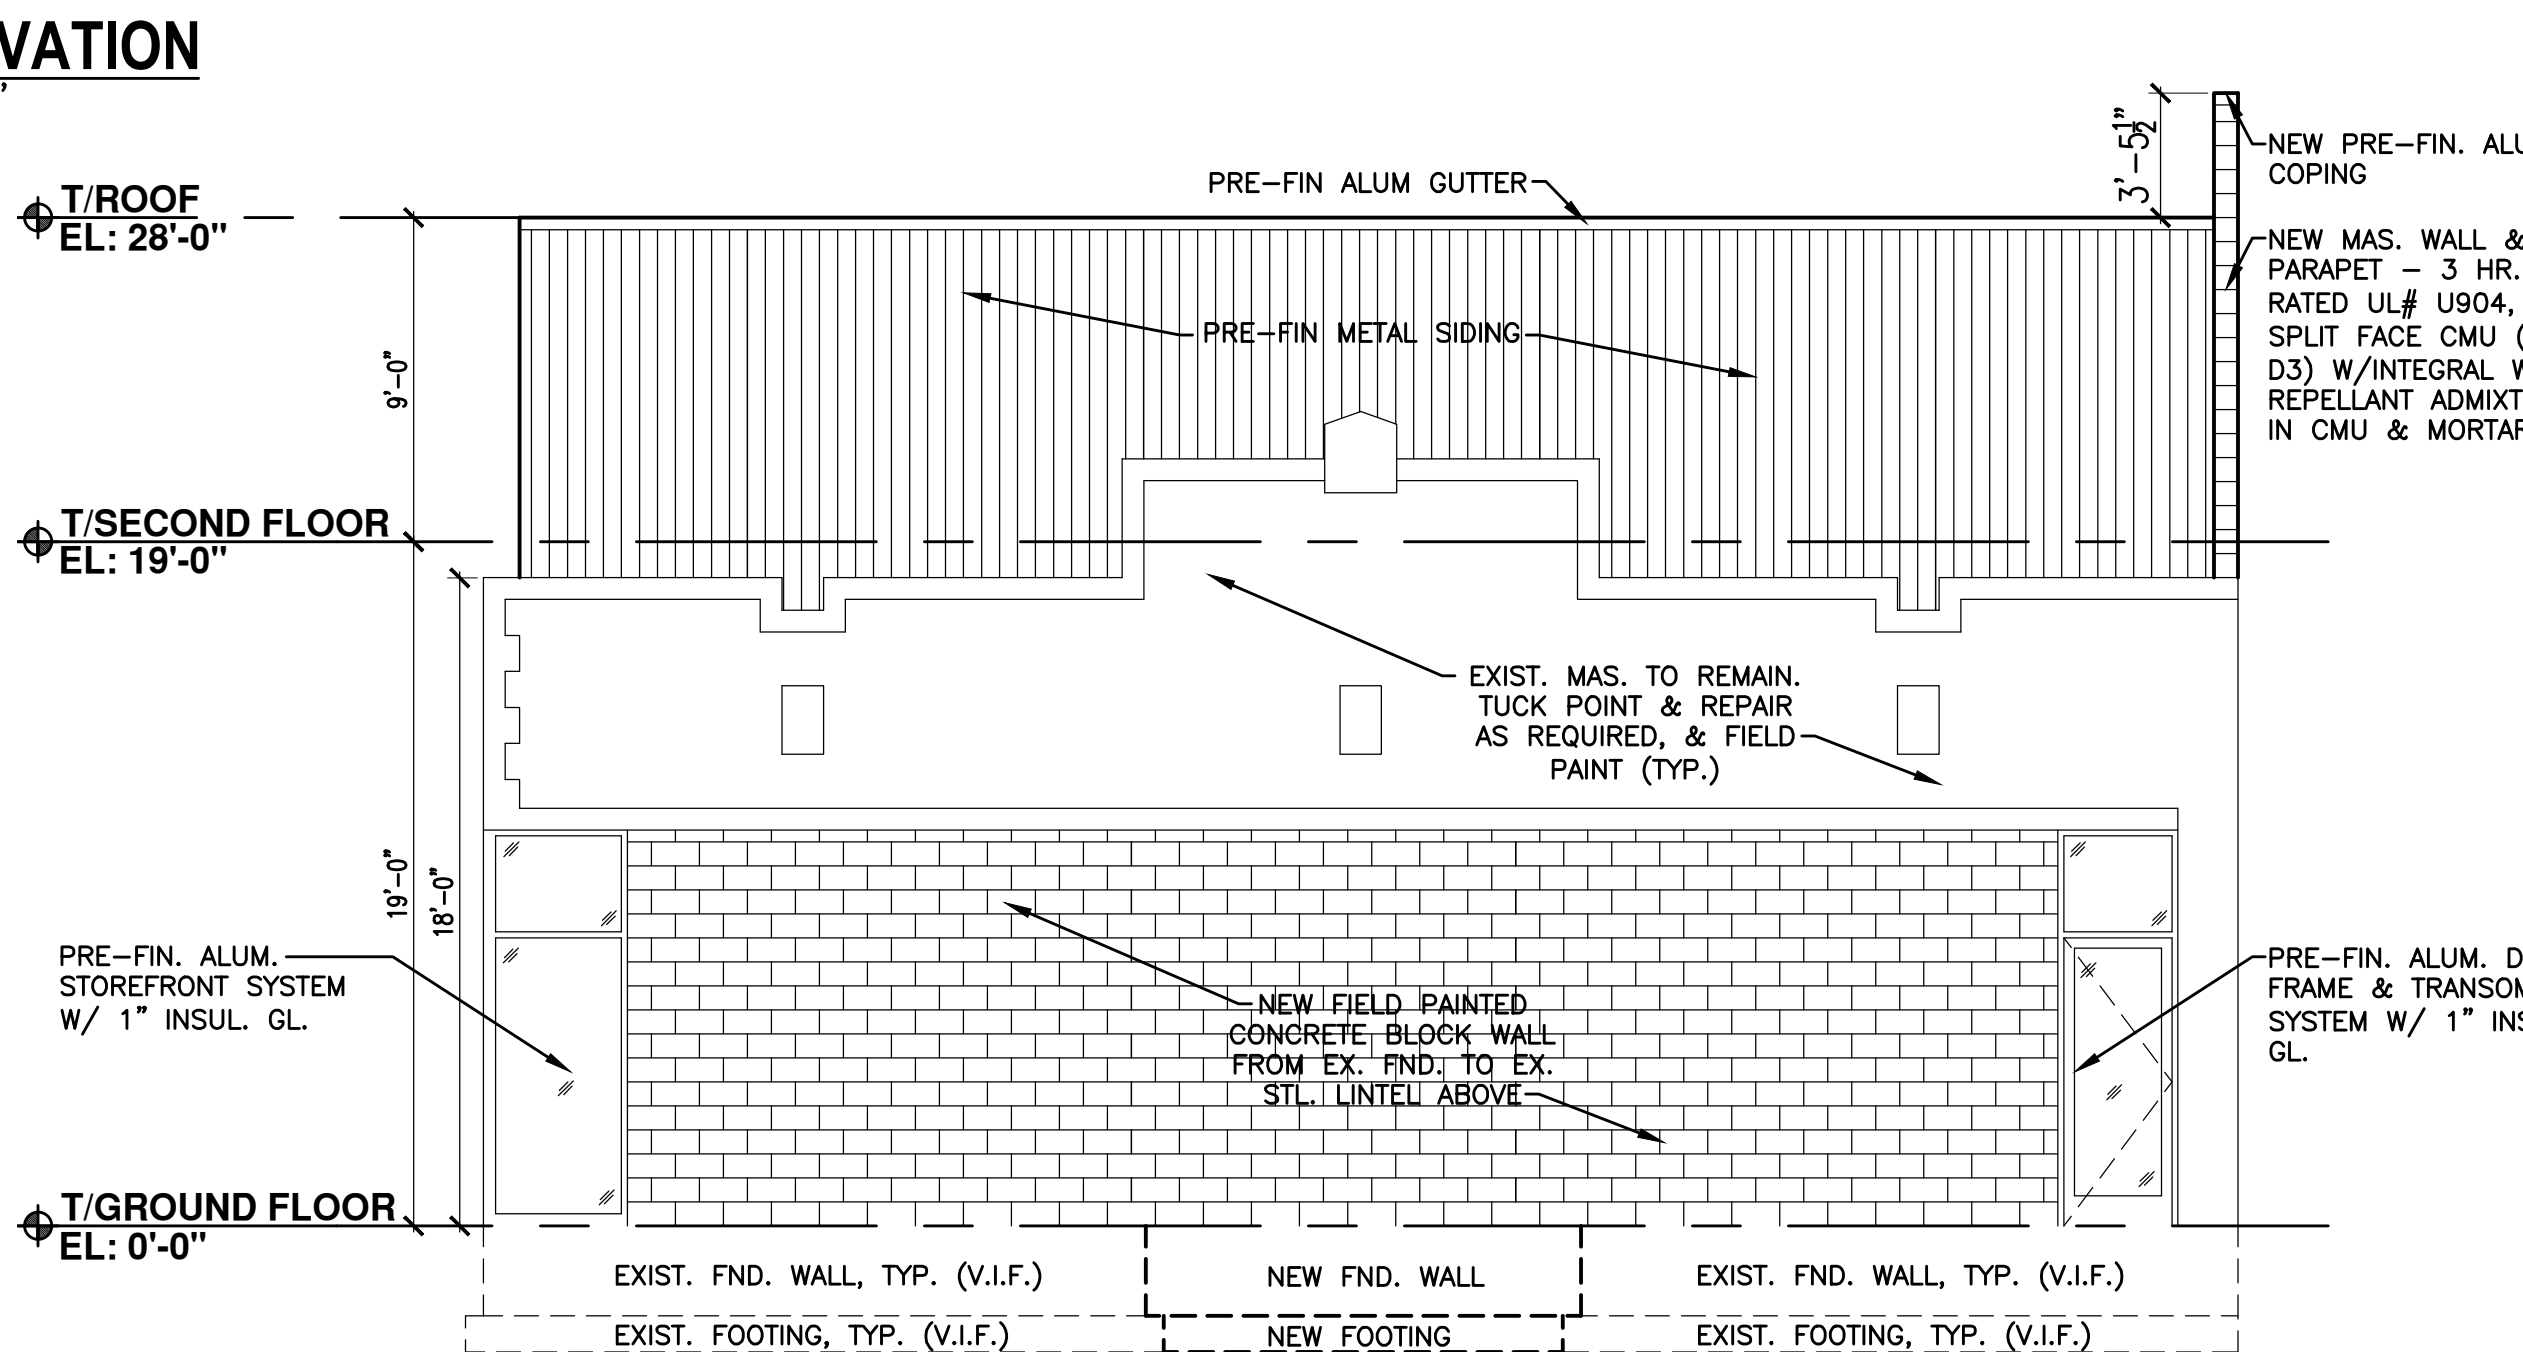 VATION
T/ROOF
EL: 28'-0"
T/SECOND FLOOR
EL: 19'-0"
T/GROUND FLOOR
EL: 0'-0"
9'-0"
19'-0"
18'-0"
3'-5 1/2"
PRE-FIN ALUM GUTTER
PRE-FIN METAL SIDING
NEW PRE-FIN. ALU
COPING
NEW MAS. WALL &
PARAPET - 3 HR.
RATED UL# U904,
SPLIT FACE CMU (
D3) W/INTEGRAL W
REPELLANT ADMIXT
IN CMU & MORTAR
EXIST. MAS. TO REMAIN.
TUCK POINT & REPAIR
AS REQUIRED, & FIELD
PAINT (TYP.)
PRE-FIN. ALUM.
STOREFRONT SYSTEM
W/ 1" INSUL. GL.
NEW FIELD PAINTED
CONCRETE BLOCK WALL
FROM EX. FND. TO EX.
STL. LINTEL ABOVE
PRE-FIN. ALUM. D
FRAME & TRANSOM
SYSTEM W/ 1" INS
GL.
EXIST. FND. WALL, TYP. (V.I.F.)
NEW FND. WALL
EXIST. FND. WALL, TYP. (V.I.F.)
EXIST. FOOTING, TYP. (V.I.F.)
NEW FOOTING
EXIST. FOOTING, TYP. (V.I.F.)